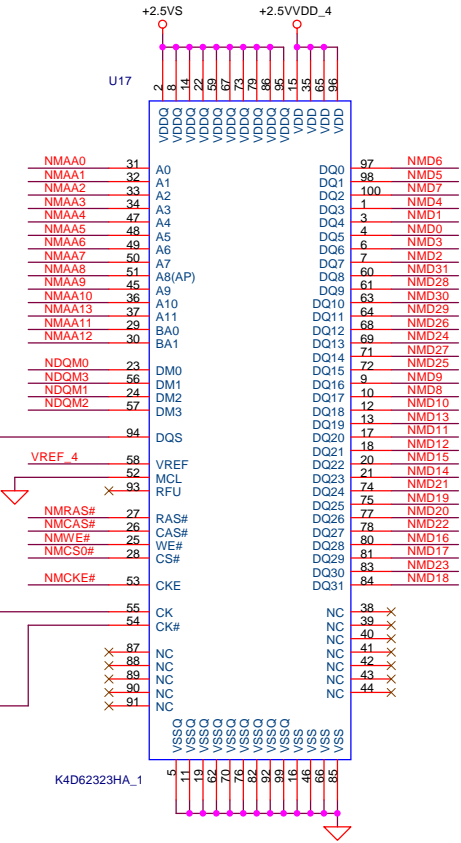 +2.5VS +2.5VVDD_4
U17
2 8 14 22 59 67 73 79 86 95 15 35 65 96
VDDQ VDDQ VDDQ VDDQ VDDQ VDDQ VDDQ VDDQ VDDQ VDDQ VDD VDD VDD VDD
NMAA0 31 A0 DQ0 97 NMD6
NMAA1 32 A1 DQ1 98 NMD5
NMAA2 33 A2 DQ2 100 NMD7
NMAA3 34 A3 DQ3 1 NMD4
NMAA4 47 A4 DQ4 3 NMD1
NMAA5 48 A5 DQ5 4 NMD0
NMAA6 49 A6 DQ6 6 NMD3
NMAA7 50 A7 DQ7 7 NMD2
NMAA8 51 A8(AP) DQ8 60 NMD31
NMAA9 45 A9 DQ9 61 NMD28
NMAA10 36 A10 DQ10 63 NMD30
NMAA13 37 A11 DQ11 64 NMD29
NMAA11 29 BA0 DQ12 68 NMD26
NMAA12 30 BA1 DQ13 69 NMD24
DQ14 71 NMD27
NDQM0 23 DM0 DQ15 72 NMD25
NDQM3 56 DM1 DQ16 9 NMD9
NDQM1 24 DM2 DQ17 10 NMD8
NDQM2 57 DM3 DQ18 12 NMD10
DQ19 13 NMD13
94 DQS DQ20 17 NMD11
DQ21 18 NMD12
VREF_4 58 VREF DQ22 20 NMD15
52 MCL DQ23 21 NMD14
93 RFU DQ24 74 NMD21
DQ25 75 NMD19
NMRAS# 27 RAS# DQ26 77 NMD20
NMCAS# 26 CAS# DQ27 78 NMD22
NMWE# 25 WE# DQ28 80 NMD16
NMCS0# 28 CS# DQ29 81 NMD17
DQ30 83 NMD23
NMCKE# 53 CKE DQ31 84 NMD18
55 CK NC 38
54 CK# NC 39
NC 40
87 NC NC 41
88 NC NC 42
89 NC NC 43
90 NC NC 44
91 NC
VSSQ VSSQ VSSQ VSSQ VSSQ VSSQ VSSQ VSSQ VSSQ VSS VSS VSS VSS
5 11 19 62 70 76 82 92 99 16 46 66 85
K4D62323HA_1